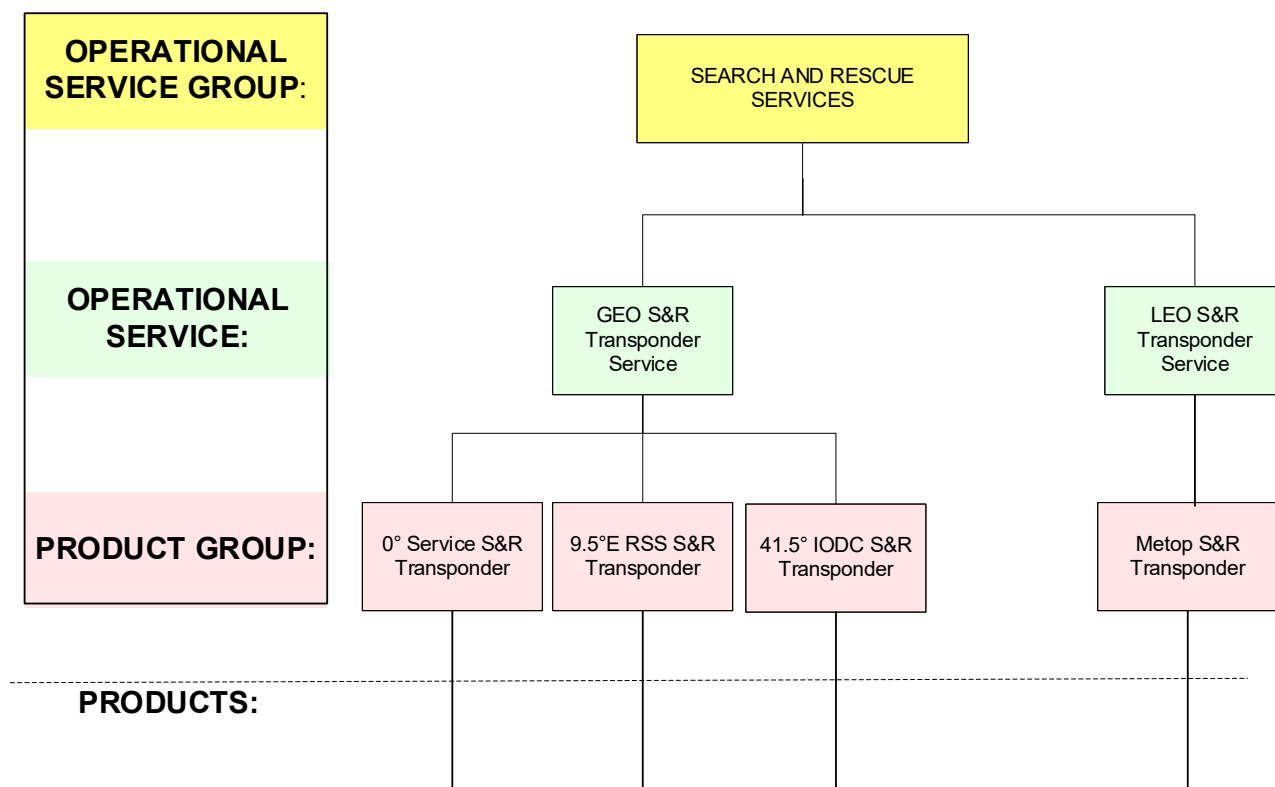 OPERATIONAL
SERVICE GROUP:
SEARCH AND RESCUE
SERVICES
OPERATIONAL
SERVICE:
GEO S&R
Transponder
Service
LEO S&R
Transponder
Service
PRODUCT GROUP:
0° Service S&R
Transponder
9.5°E RSS S&R
Transponder
41.5° IODC S&R
Transponder
Metop S&R
Transponder
PRODUCTS: